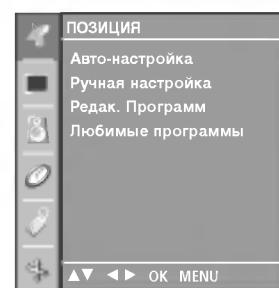 ПОЗИЦИЯ
Авто-настройка
Ручная настройка
Редак. Программ
Любимые программы
▲▼ ◄► OK MENU